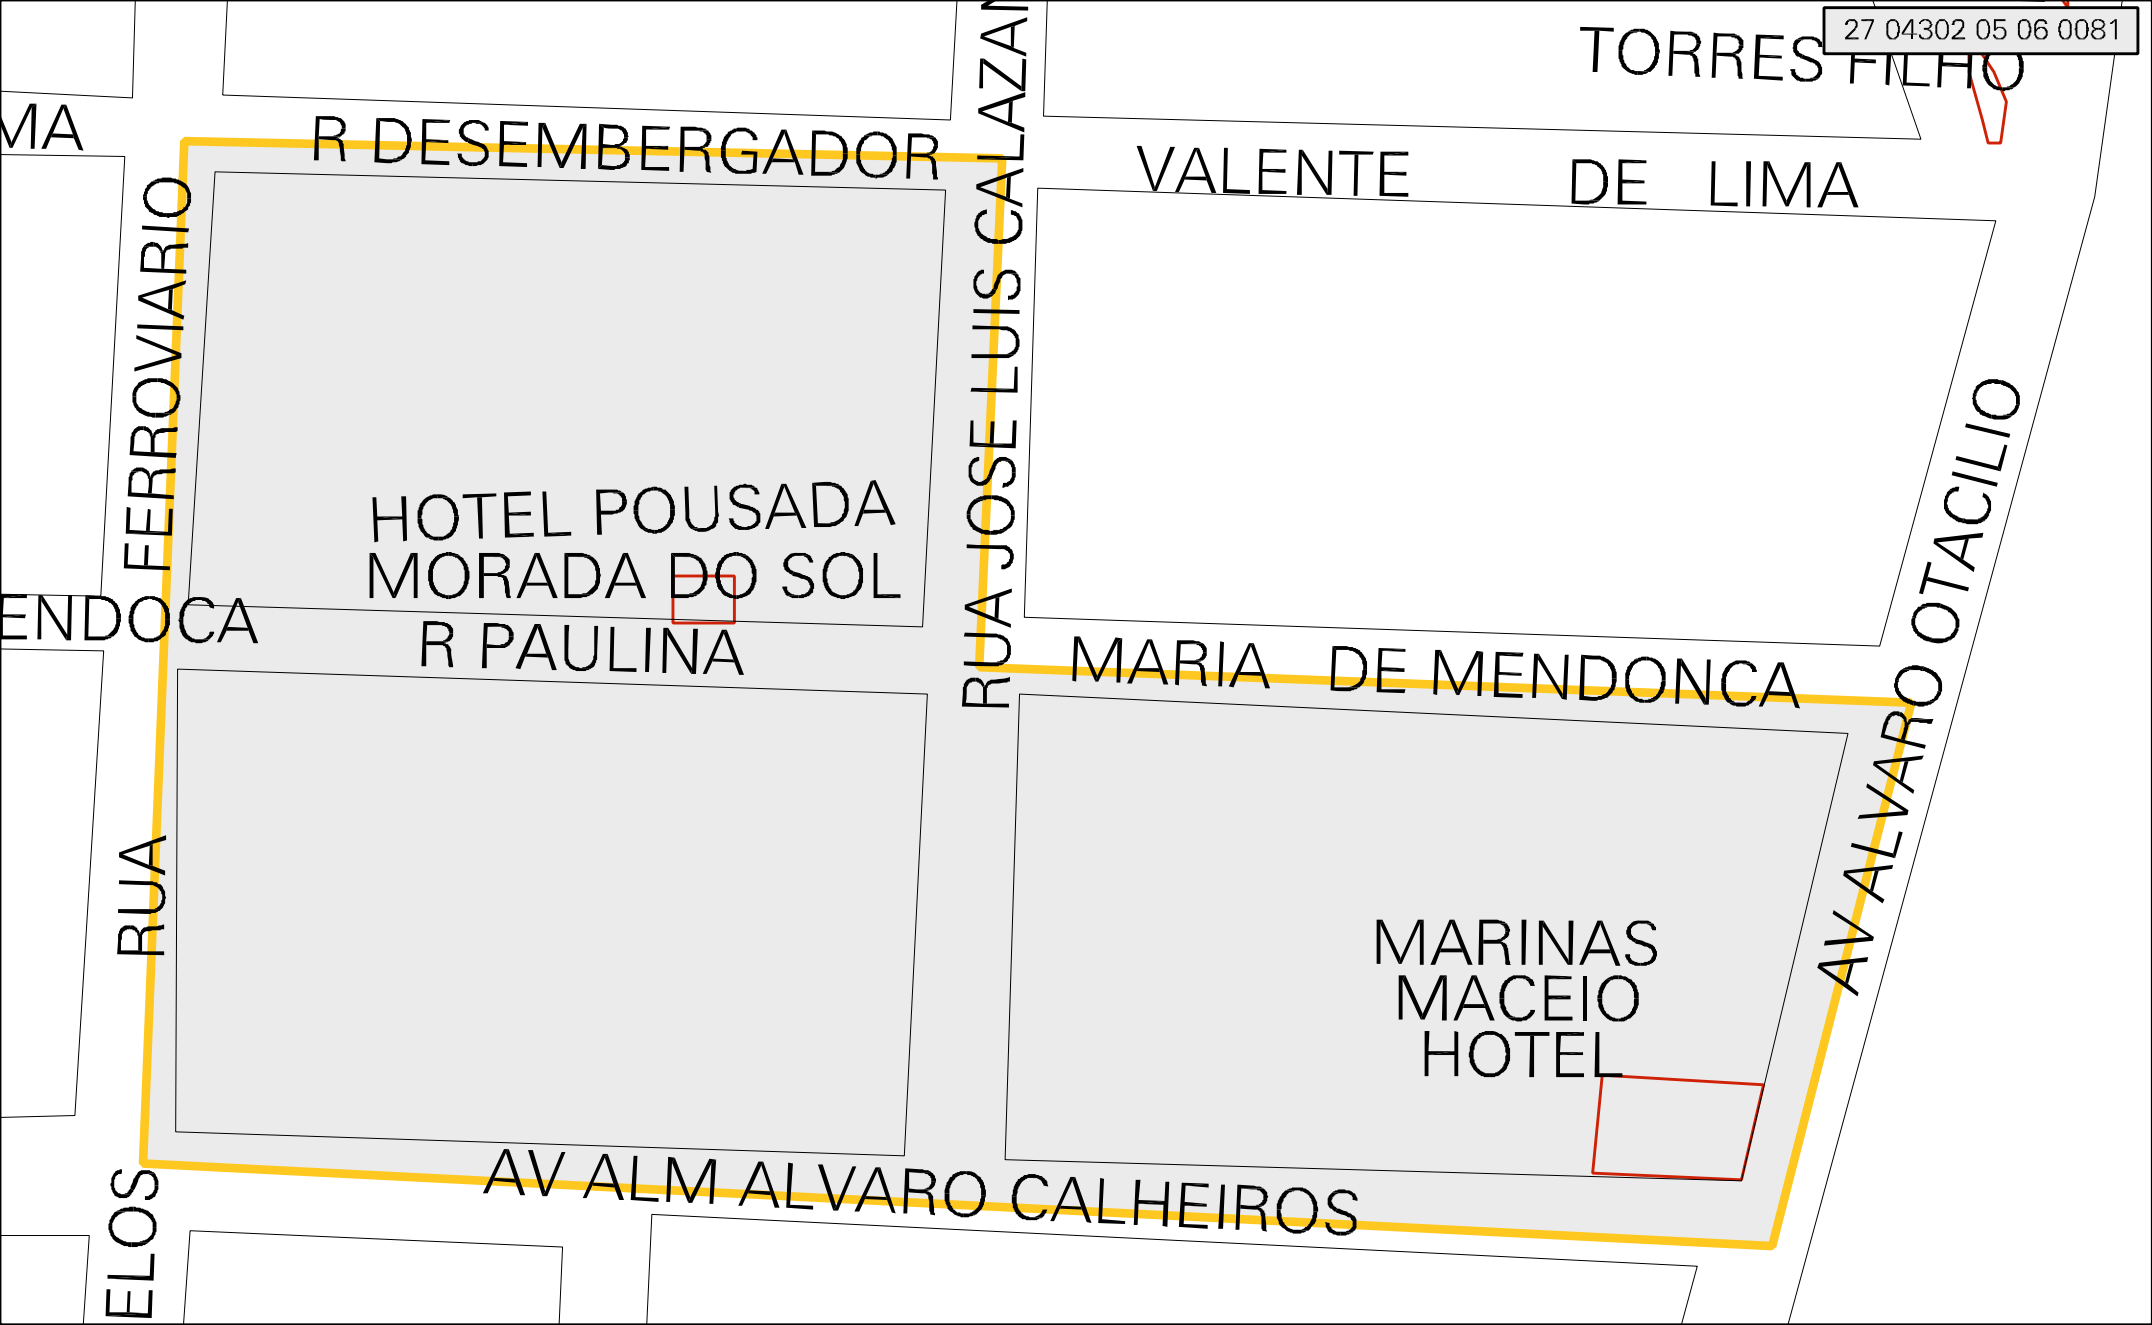 27 04302 05 06 0081
TORRES FILHO
MA
R DESEMBERGADOR
VALENTE DE LIMA
RUA JOSE LUIS
RUA FERROVIARIO
HOTEL POUSADA
MORADA DO SOL
R PAULINA
MARIA DE MENDONCA
ENDOCA
AV ALVARO OTACILIO
MARINAS
MACEIO
HOTEL
AV ALM ALVARO CALHEIROS
ELOS